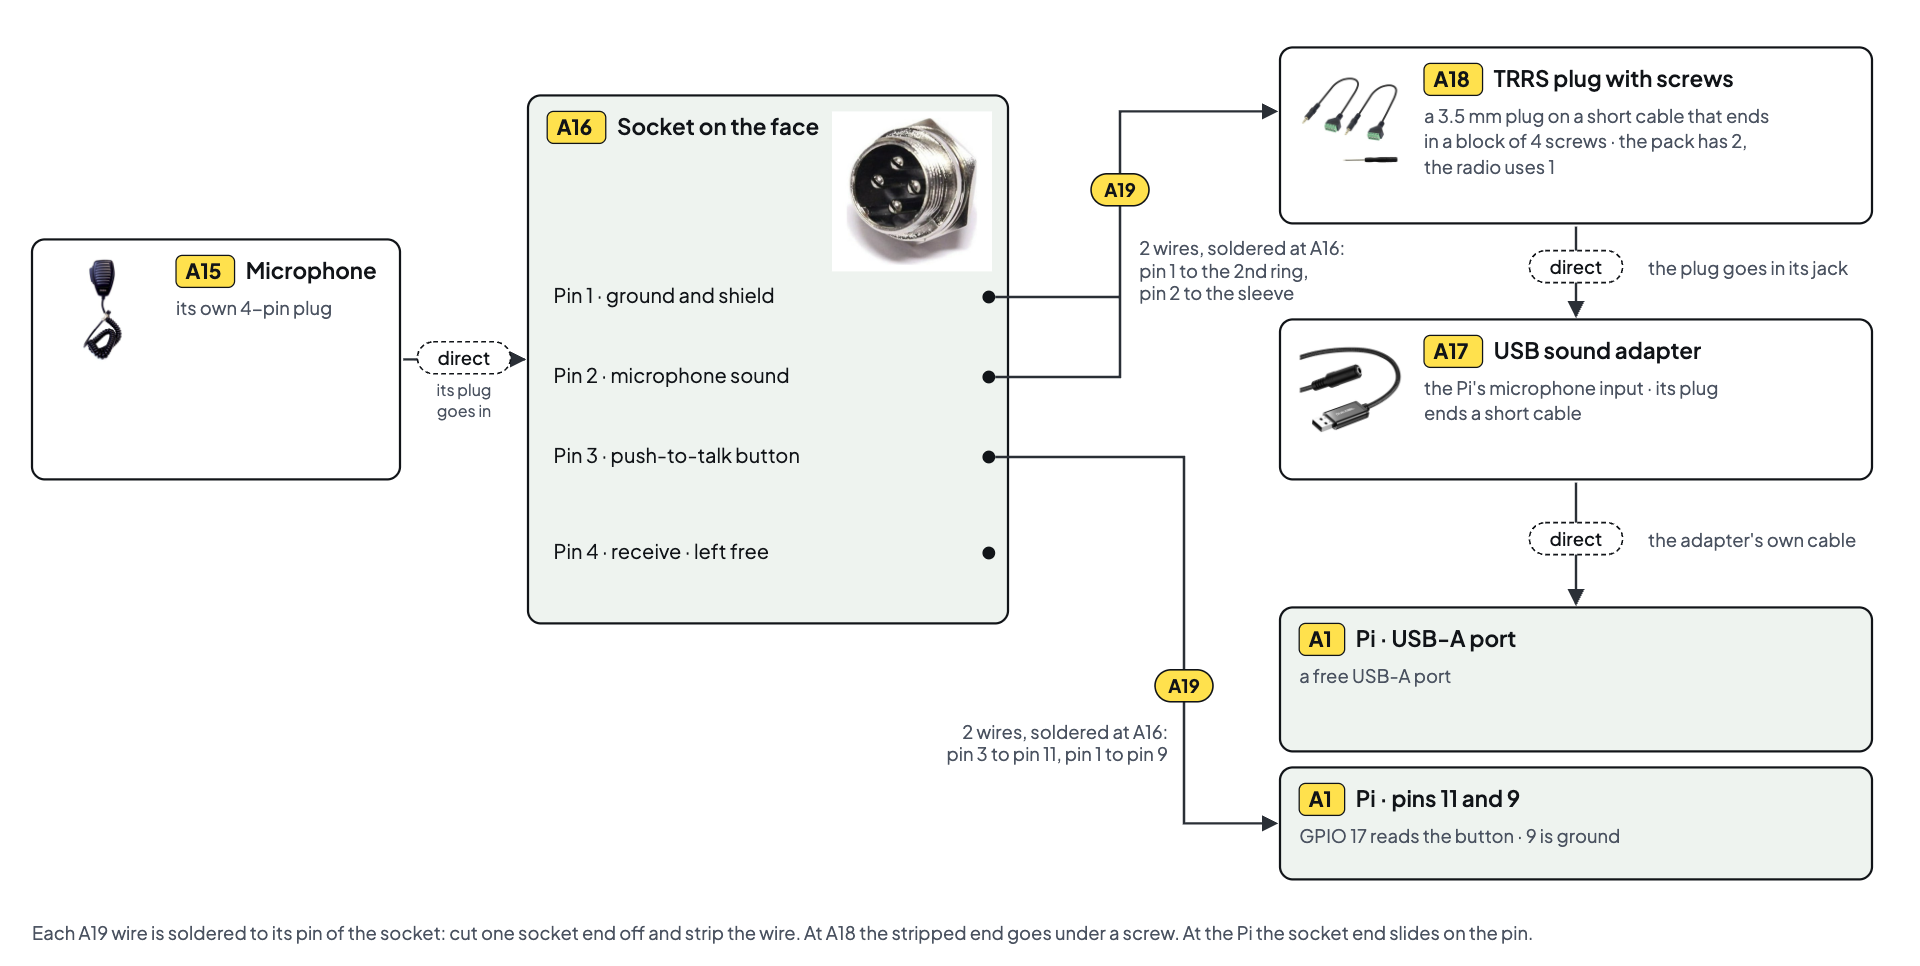 A15 Microphone
its own 4-pin plug
direct
its plug
goes in
A16 Socket on the face
Pin 1 · ground and shield
Pin 2 · microphone sound
Pin 3 · push-to-talk button
Pin 4 · receive · left free
A19
2 wires, soldered at A16:
pin 1 to the 2nd ring,
pin 2 to the sleeve
A19
2 wires, soldered at A16:
pin 3 to pin 11, pin 1 to pin 9
A18 TRRS plug with screws
a 3.5 mm plug on a short cable that ends
in a block of 4 screws · the pack has 2,
the radio uses 1
direct the plug goes in its jack
A17 USB sound adapter
the Pi's microphone input · its plug
ends a short cable
direct the adapter's own cable
A1 Pi · USB-A port
a free USB-A port
A1 Pi · pins 11 and 9
GPIO 17 reads the button · 9 is ground
Each A19 wire is soldered to its pin of the socket: cut one socket end off and strip the wire. At A18 the stripped end goes under a screw. At the Pi the socket end slides on the pin.